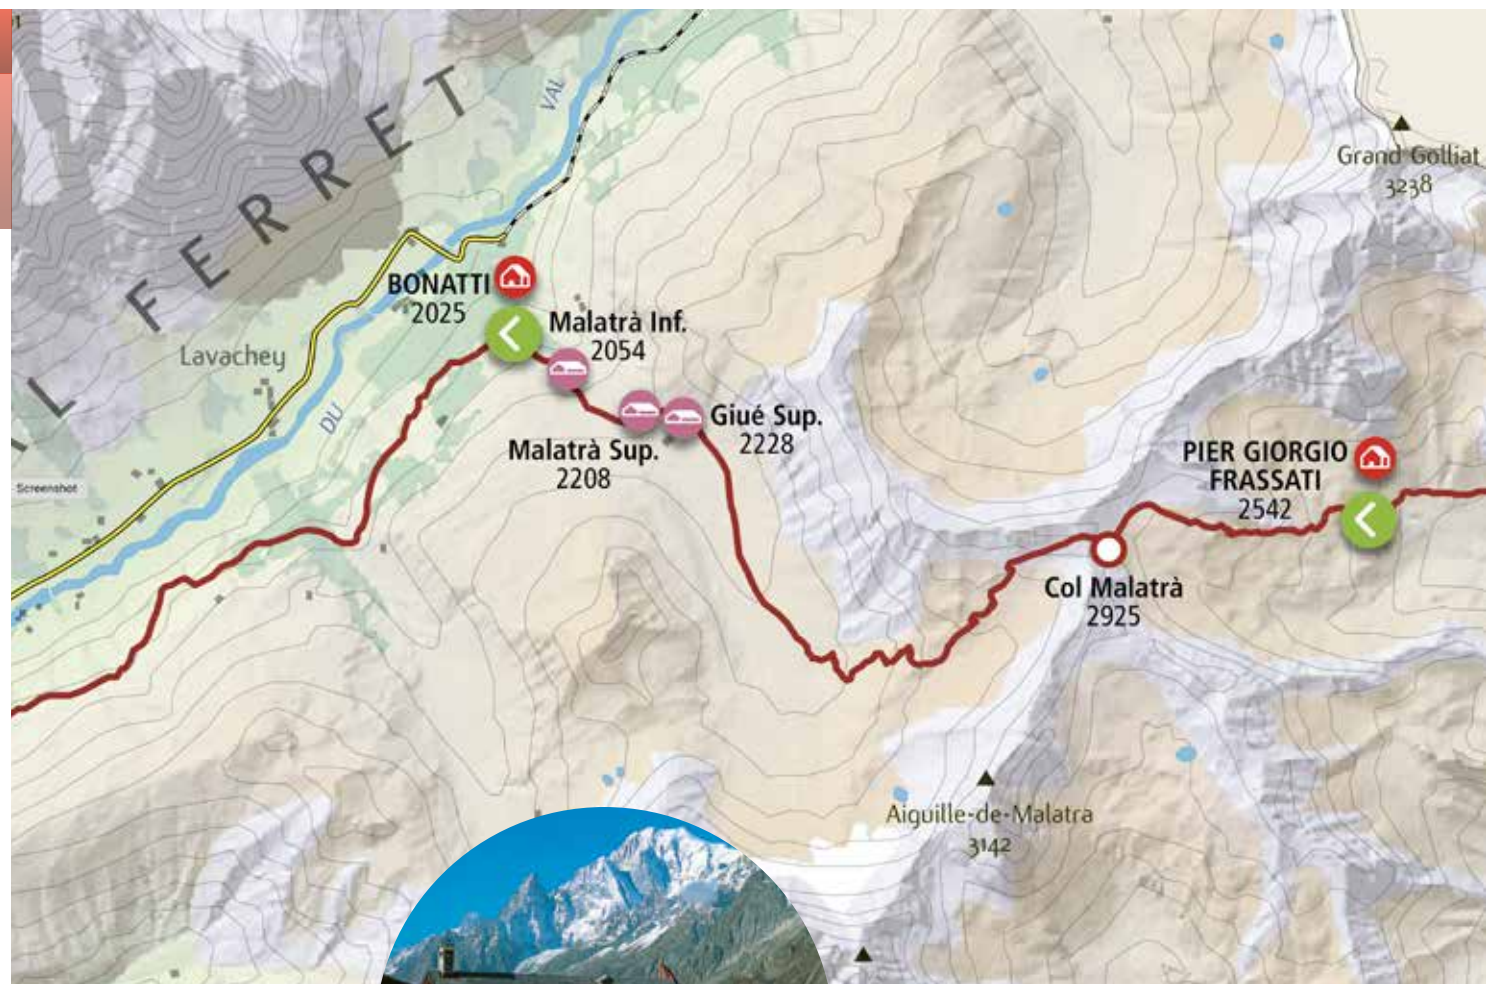 VAL
FERRET
Grand Golliat
3238
BONATTI
2025
Malatrà Inf.
2054
Lavachey
DU
Giué Sup.
2228
Malatrà Sup.
2208
PIER GIORGIO
FRASSATI
2542
Screenshot
Col Malatrà
2925
Aiguille-de-Malatra
3142